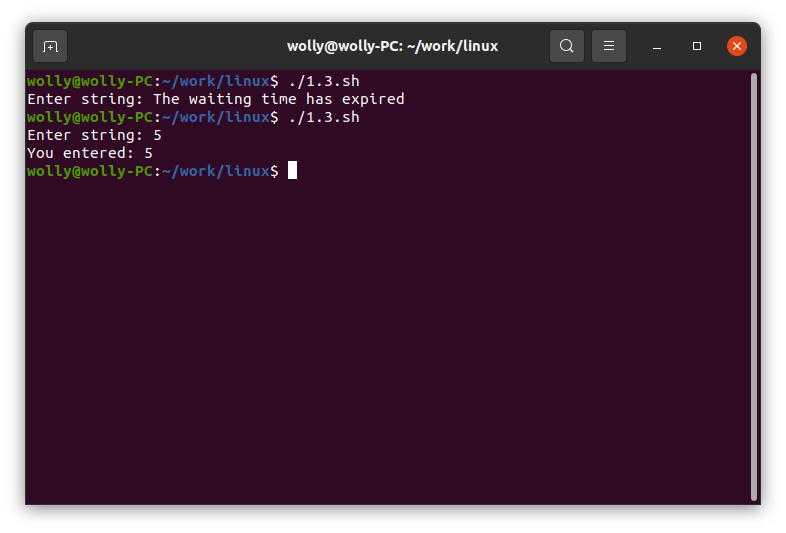 wolly@wolly-PC: ~/work/linux
wolly@wolly-PC:~/work/linux$ ./1.3.sh
Enter string: The waiting time has expired
wolly@wolly-PC:~/work/linux$ ./1.3.sh
Enter string: 5
You entered: 5
wolly@wolly-PC:~/work/linux$